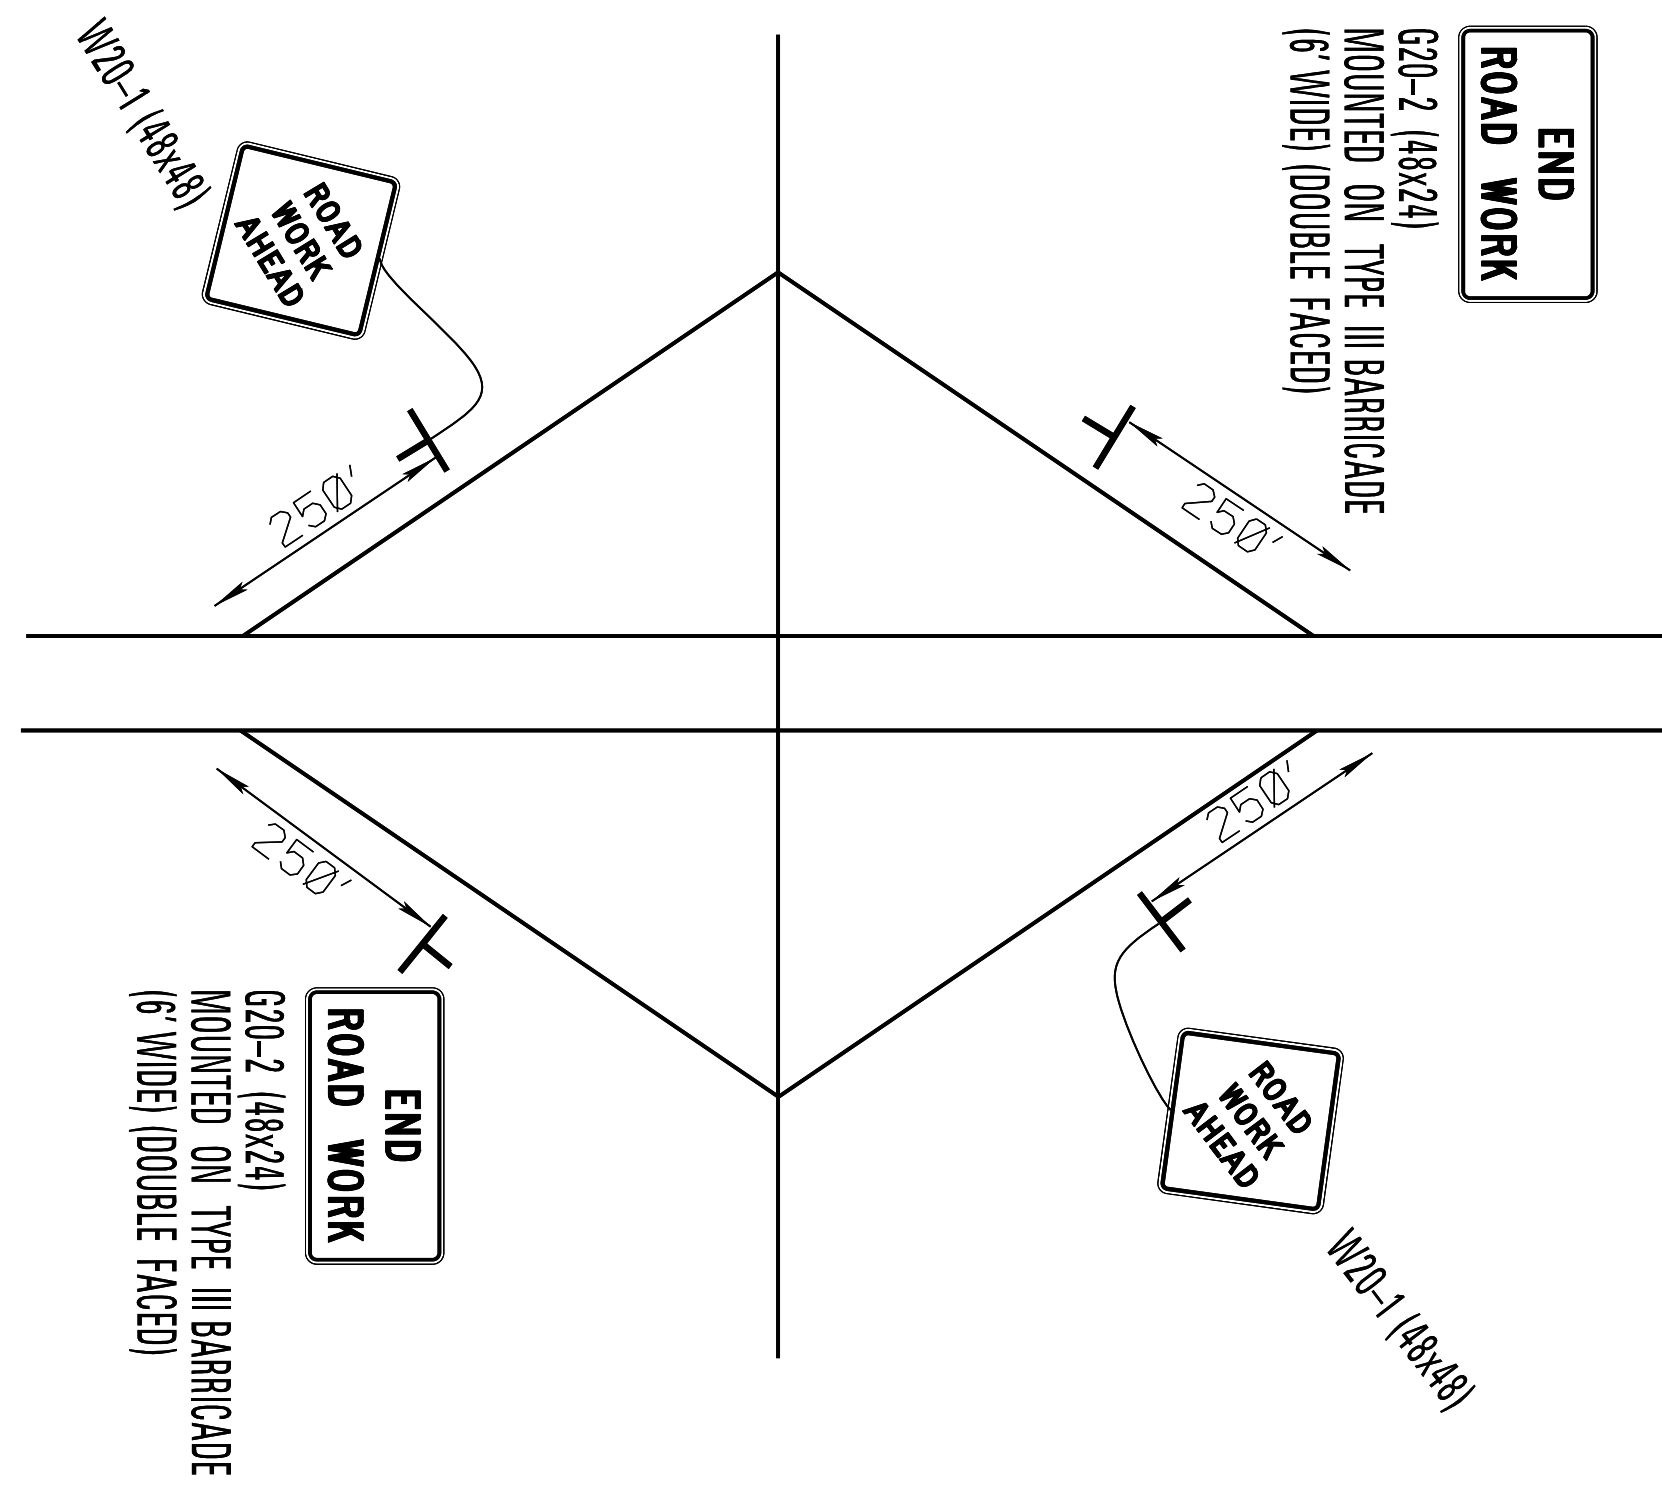 W20-1 (48x48)
ROAD
WORK
AHEAD
250'
END
ROAD WORK
G20-2 (48x24)
MOUNTED ON TYPE III BARRICADE
(6' WIDE) (DOUBLE FACED)
250'
250'
END
ROAD WORK
G20-2 (48x24)
MOUNTED ON TYPE III BARRICADE
(6' WIDE) (DOUBLE FACED)
250'
ROAD
WORK
AHEAD
W20-1 (48x48)